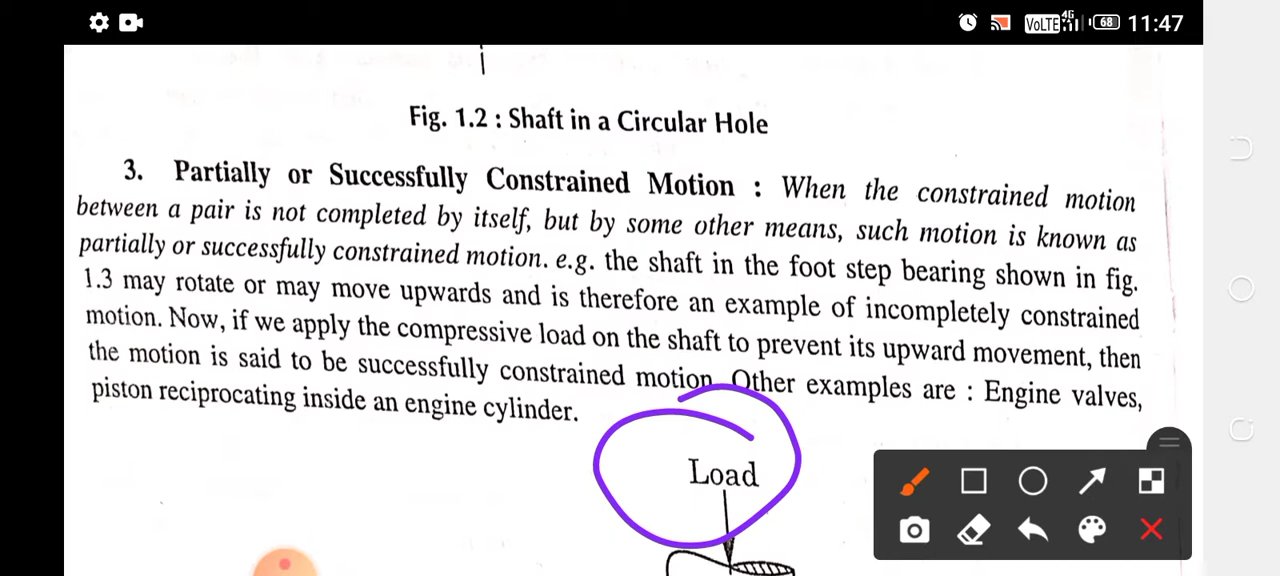 VoLTE 4G 68 11:47
Fig. 1.2 : Shaft in a Circular Hole
3. Partially or Successfully Constrained Motion : When the constrained motion
between a pair is not completed by itself, but by some other means, such motion is known as
partially or successfully constrained motion. e.g. the shaft in the foot step bearing shown in fig.
1.3 may rotate or may move upwards and is therefore an example of incompletely constrained
motion. Now, if we apply the compressive load on the shaft to prevent its upward movement, then
the motion is said to be successfully constrained motion. Other examples are : Engine valves,
piston reciprocating inside an engine cylinder.
Load